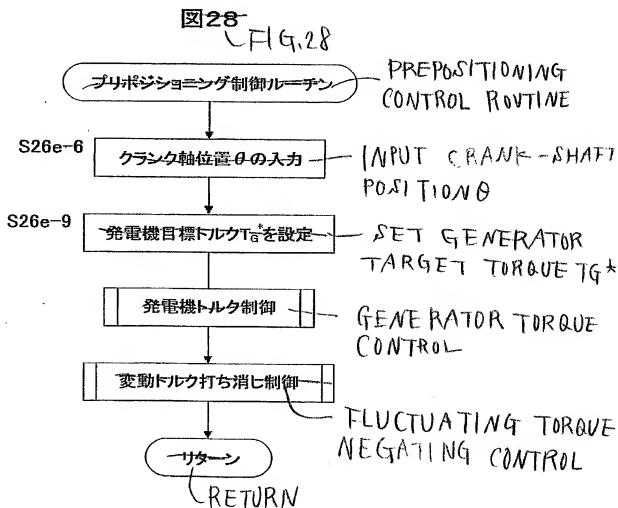 図28
FIG.28
プリポジショニング制御ルーチン
PREPOSITIONING
CONTROL ROUTINE
S26e-6
クランク軸位置θの入力
INPUT CRANK-SHAFT
POSITION θ
S26e-9
発電機目標トルクTG*を設定
SET GENERATOR
TARGET TORQUE TG*
発電機トルク制御
GENERATOR TORQUE
CONTROL
変動トルク打ち消し制御
FLUCTUATING TORQUE
NEGATING CONTROL
リターン
RETURN